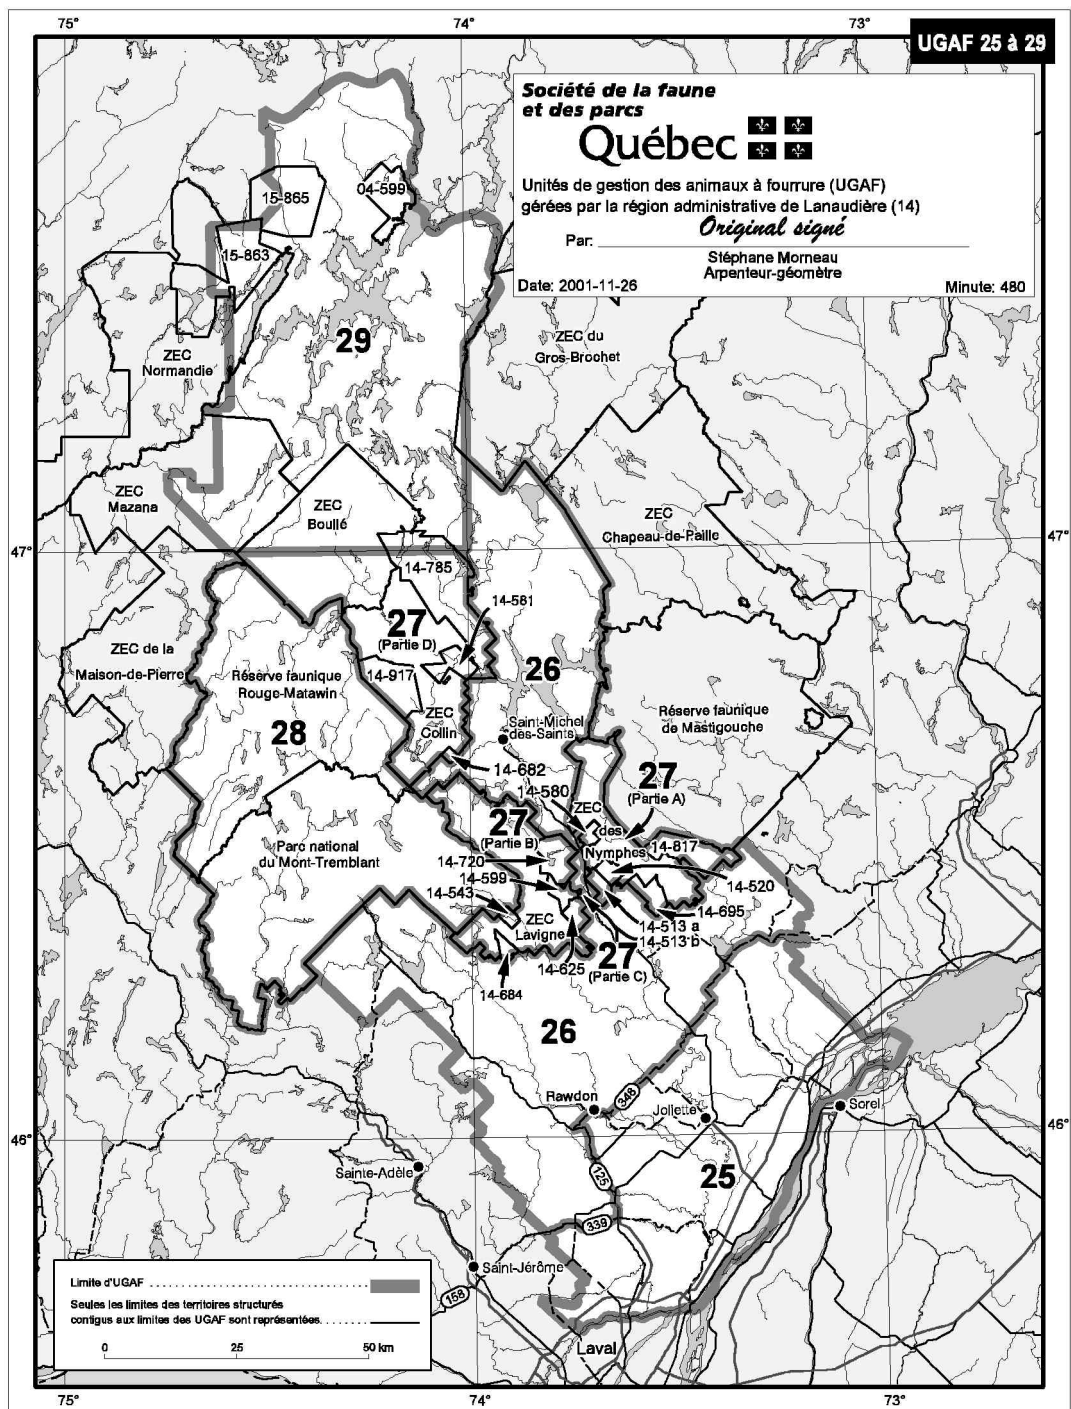 75°
74°
73°
UGAF 25 à 29
Société de la faune
et des parcs
Québec
Unités de gestion des animaux à fourrure (UGAF)
gérées par la région administrative de Lanaudière (14)
Original signé
Par:
Stéphane Morneau
Arpenteur-géomètre
Date: 2001-11-26
Minute: 480
15-865
04-599
15-863
29
ZEC du
Gros-Brochet
ZEC
Normandie
ZEC
Mazana
ZEC
Boullé
ZEC
Chapeau-de-Paille
47°
47°
14-785
14-581
27
(Partie D)
ZEC de la
Maison-de-Pierre
14-917
26
Réserve faunique
Rouge-Matawin
28
ZEC
Collin
Saint-Michel
des-Saints
Réserve faunique
de Mastigouche
14-682
14-580
27
(Partie A)
ZEC
des
Nymphes
27
(Partie B)
14-817
Parc national
du Mont-Tremblant
14-720
14-599
14-543
14-520
14-695
ZEC
Lavigne
14-513 a
14-513 b
27
(Partie C)
14-625
14-684
26
Rawdon
348
Joliette
Sorel
46°
46°
Sainte-Adèle
125
25
339
Saint-Jérôme
158
Limite d'UGAF
Seules les limites des territoires structurés
contigus aux limites des UGAF sont représentées.
0 25 50 km
Laval
75°
74°
73°